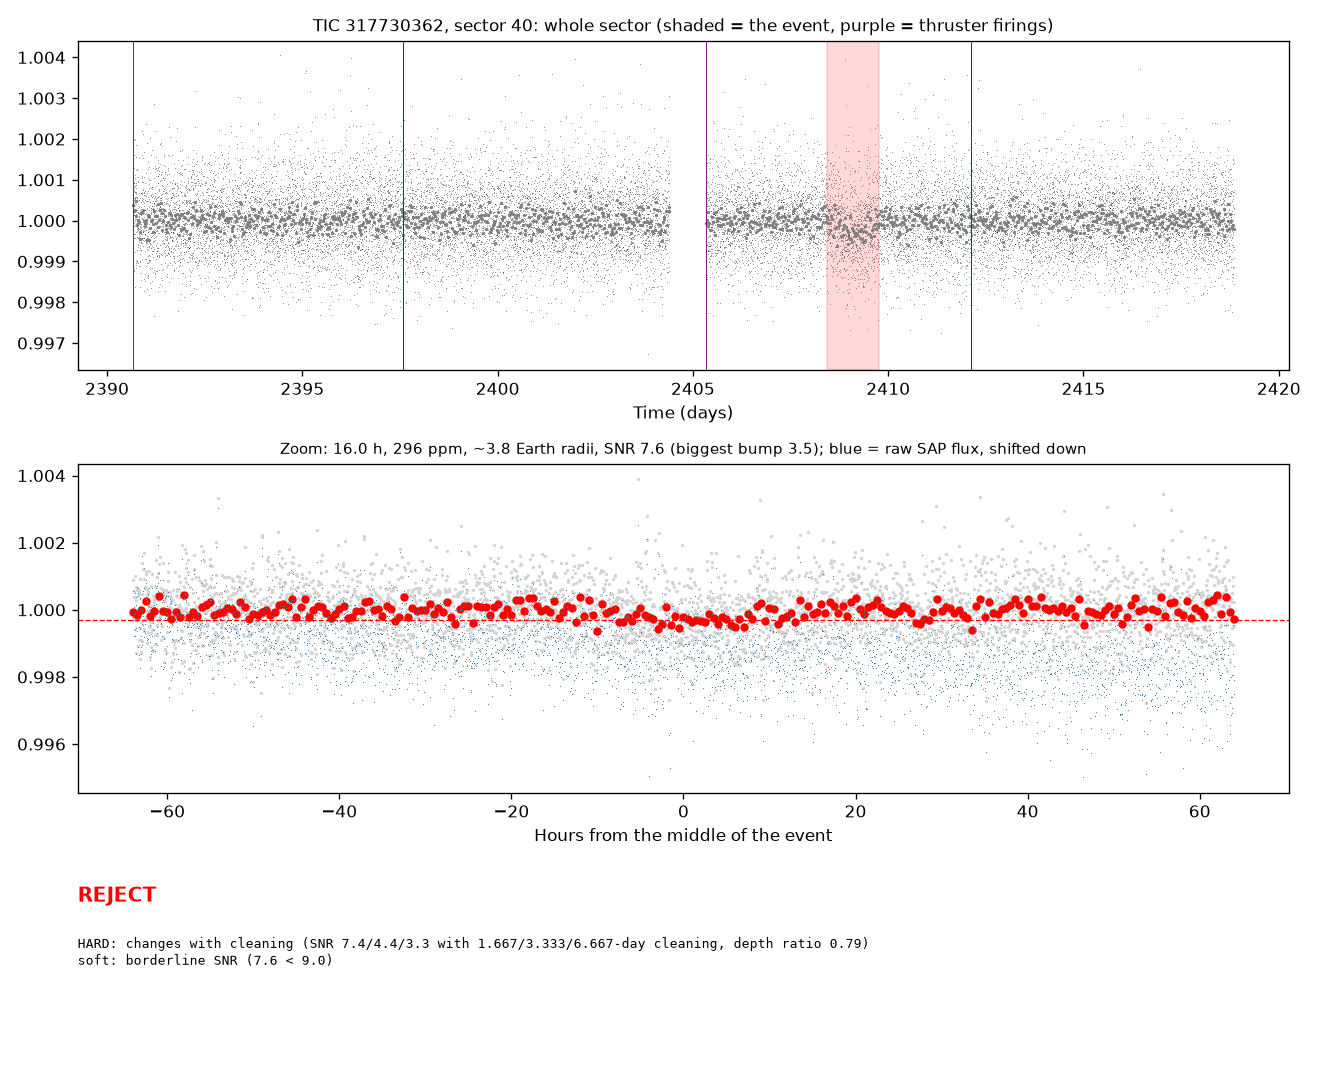 TIC 317730362, sector 40: whole sector (shaded = the event, purple = thruster firings)
1.004
1.003
1.002
1.001
1.000
0.999
0.998
0.997
2390 2395 2400 2405 2410 2415 2420
Time (days)
Zoom: 16.0 h, 296 ppm, ~3.8 Earth radii, SNR 7.6 (biggest bump 3.5); blue = raw SAP flux, shifted down
1.004
1.002
1.000
0.998
0.996
−60 −40 −20 0 20 40 60
Hours from the middle of the event
REJECT
HARD: changes with cleaning (SNR 7.4/4.4/3.3 with 1.667/3.333/6.667-day cleaning, depth ratio 0.79)
soft: borderline SNR (7.6 < 9.0)